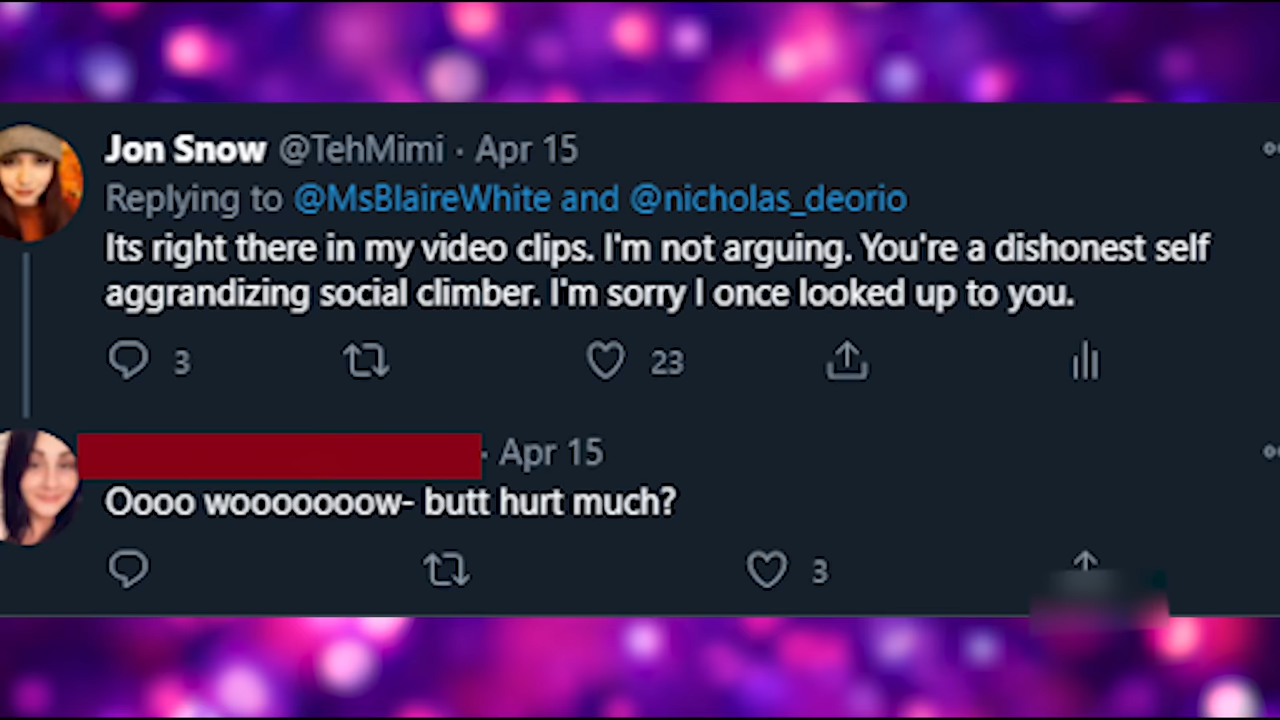 Jon Snow @TehMimi · Apr 15
Replying to @MsBlaireWhite and @nicholas_deorio
Its right there in my video clips. I'm not arguing. You're a dishonest self
aggrandizing social climber. I'm sorry I once looked up to you.
3 23
· Apr 15
Oooo wooooooow- butt hurt much?
3